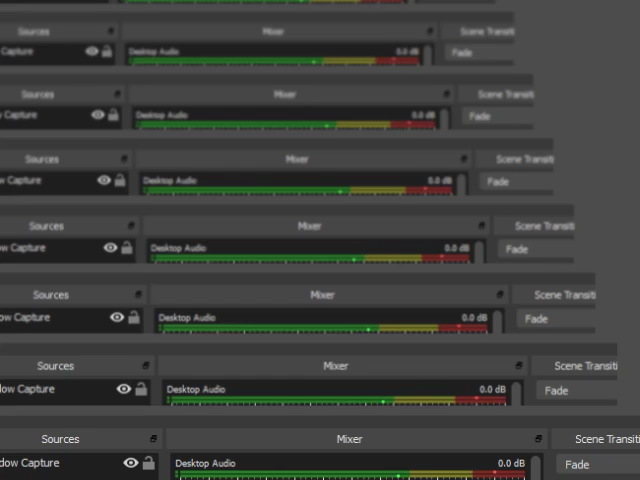 Mixer
Scene Transiti
Capture
Desktop Audio
0.0 dB
Fade
Sources
Mixer
Scene Transiti
Capture
Desktop Audio
0.0 dB
Fade
Sources
Mixer
Scene Transiti
w Capture
Desktop Audio
0.0 dB
Fade
Sources
Mixer
Scene Transiti
w Capture
Desktop Audio
0.0 dB
Fade
Sources
Mixer
Scene Transiti
ow Capture
Desktop Audio
0.0 dB
Fade
Sources
Mixer
Scene Transiti
low Capture
Desktop Audio
0.0 dB
Fade
Sources
Mixer
Scene Transiti
dow Capture
Desktop Audio
0.0 dB
Fade